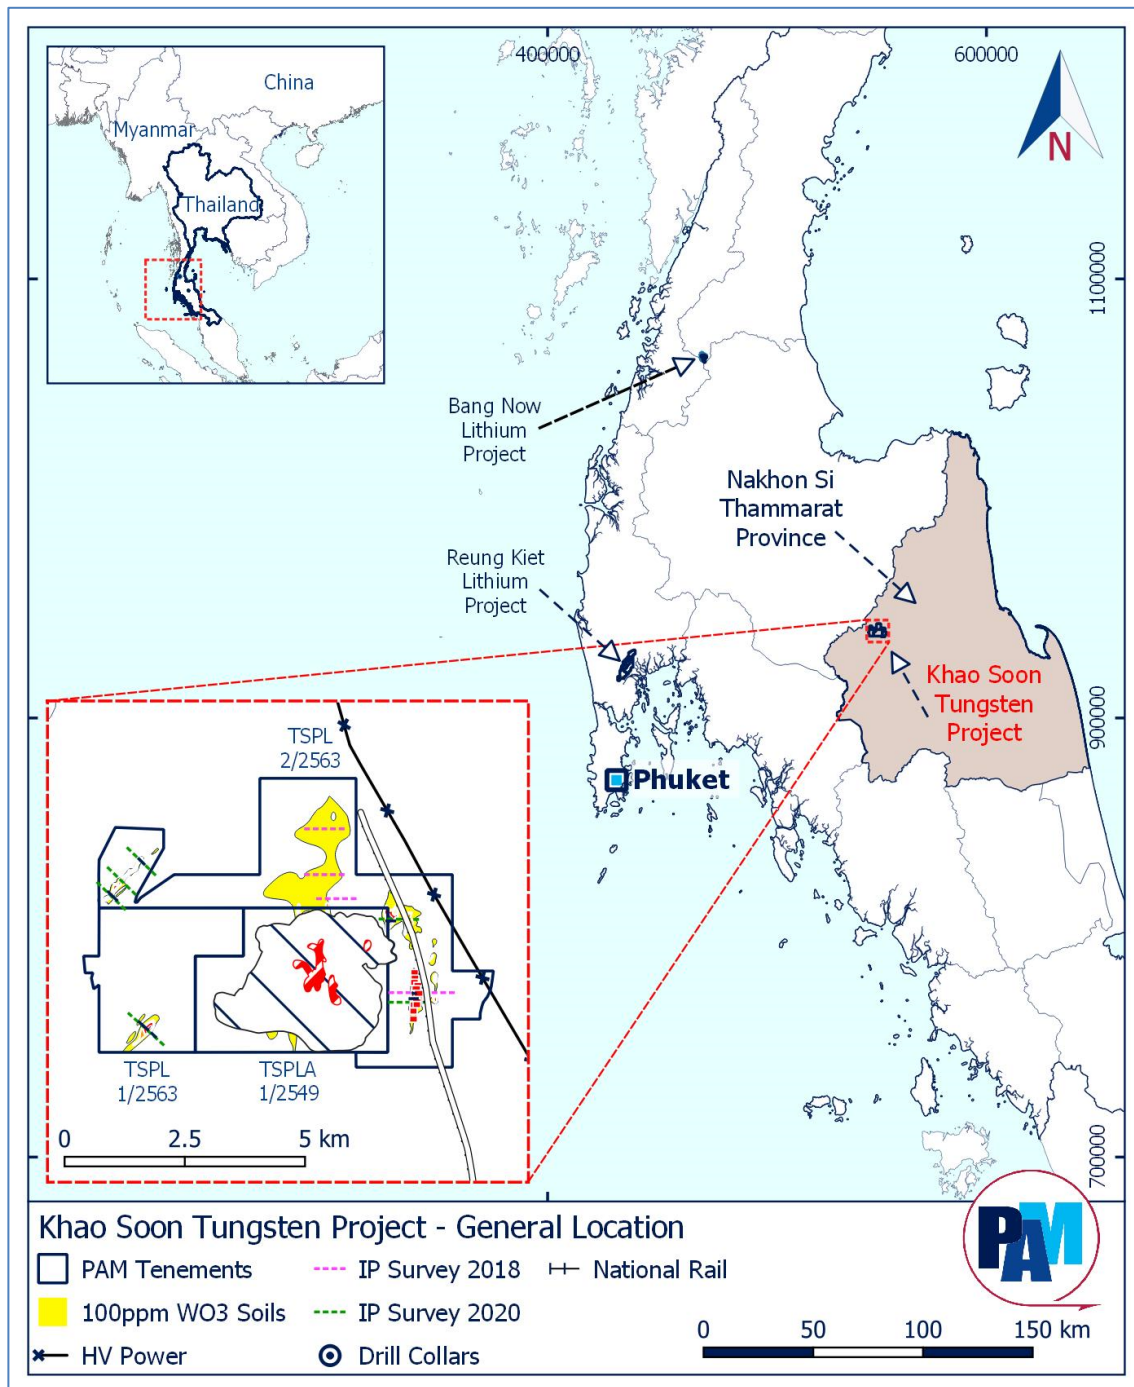 400000
600000
China
Myanmar
Thailand
N
1100000
Bang Now
Lithium
Project
Nakhon Si
Thammarat
Province
Reung Kiet
Lithium
Project
Khao Soon
Tungsten
Project
900000
Phuket
TSPL
2/2563
TSPL
1/2563
TSPLA
1/2549
0 2.5 5 km
700000
Khao Soon Tungsten Project - General Location
PAM Tenements
IP Survey 2018
National Rail
100ppm WO3 Soils
IP Survey 2020
HV Power
Drill Collars
0 50 100 150 km
PAM